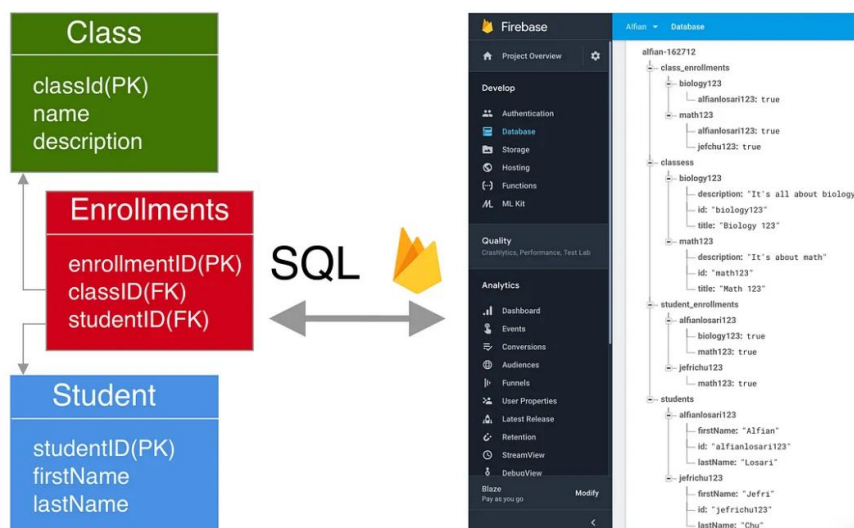 Class
classId(PK)
name
description
Enrollments
enrollmentID(PK)
classID(FK)
studentID(FK)
Student
studentID(PK)
firstName
lastName
SQL
Firebase
Project Overview
Develop
Authentication
Database
Storage
Hosting
Functions
ML Kit
Quality
Crashlytics, Performance, Test Lab
Analytics
Dashboard
Events
Conversions
Audiences
Funnels
User Properties
Latest Release
Retention
StreamView
DebugView
Blaze
Pay as you go
Modify
Alfian Database
alfian-162712
class_enrollments
biology123
alfianlosari123: true
math123
alfianlosari123: true
jefchu123: true
classess
biology123
description: "It's all about biology
id: "biology123"
title: "Biology 123"
math123
description: "It's about math"
id: "math123"
title: "Math 123"
student_enrollments
alfianlosari123
biology123: true
math123: true
jefrichu123
math123: true
students
alfianlosari123
firstName: "Alfian"
id: "alfianlosari123"
lastName: "Losari"
jefrichu123
firstName: "Jefri"
id: "jefrichu123"
lastName: "Chu"